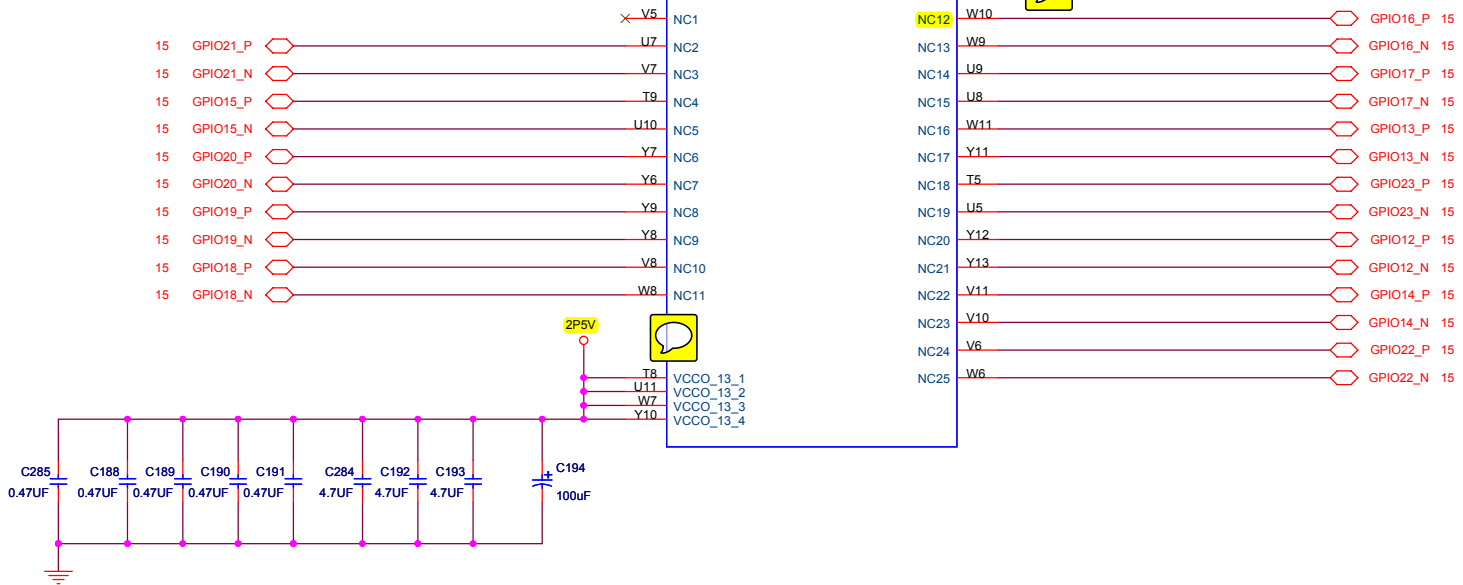 V5 NC1 NC12 W10 GPIO16_P 15
15 GPIO21_P U7 NC2 NC13 W9 GPIO16_N 15
15 GPIO21_N V7 NC3 NC14 U9 GPIO17_P 15
15 GPIO15_P T9 NC4 NC15 U8 GPIO17_N 15
15 GPIO15_N U10 NC5 NC16 W11 GPIO13_P 15
15 GPIO20_P Y7 NC6 NC17 Y11 GPIO13_N 15
15 GPIO20_N Y6 NC7 NC18 T5 GPIO23_P 15
15 GPIO19_P Y9 NC8 NC19 U5 GPIO23_N 15
15 GPIO19_N Y8 NC9 NC20 Y12 GPIO12_P 15
15 GPIO18_P V8 NC10 NC21 Y13 GPIO12_N 15
15 GPIO18_N W8 NC11 NC22 V11 GPIO14_P 15
2P5V NC23 V10 GPIO14_N 15
NC24 V6 GPIO22_P 15
T8 VCCO_13_1 NC25 W6 GPIO22_N 15
U11 VCCO_13_2
W7 VCCO_13_3
Y10 VCCO_13_4
C285 C188 C189 C190 C191 C284 C192 C193 C194
0.47UF 0.47UF 0.47UF 0.47UF 0.47UF 4.7UF 4.7UF 4.7UF 100uF